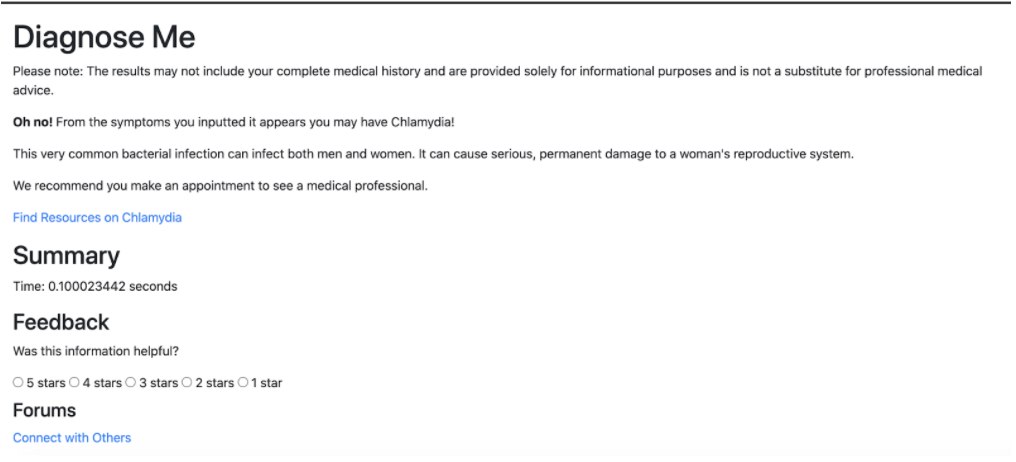 Diagnose Me
Please note: The results may not include your complete medical history and are provided solely for informational purposes and is not a substitute for professional medical
advice.
Oh no! From the symptoms you inputted it appears you may have Chlamydia!
This very common bacterial infection can infect both men and women. It can cause serious, permanent damage to a woman's reproductive system.
We recommend you make an appointment to see a medical professional.
Find Resources on Chlamydia
Summary
Time: 0.100023442 seconds
Feedback
Was this information helpful?
5 stars 4 stars 3 stars 2 stars 1 star
Forums
Connect with Others